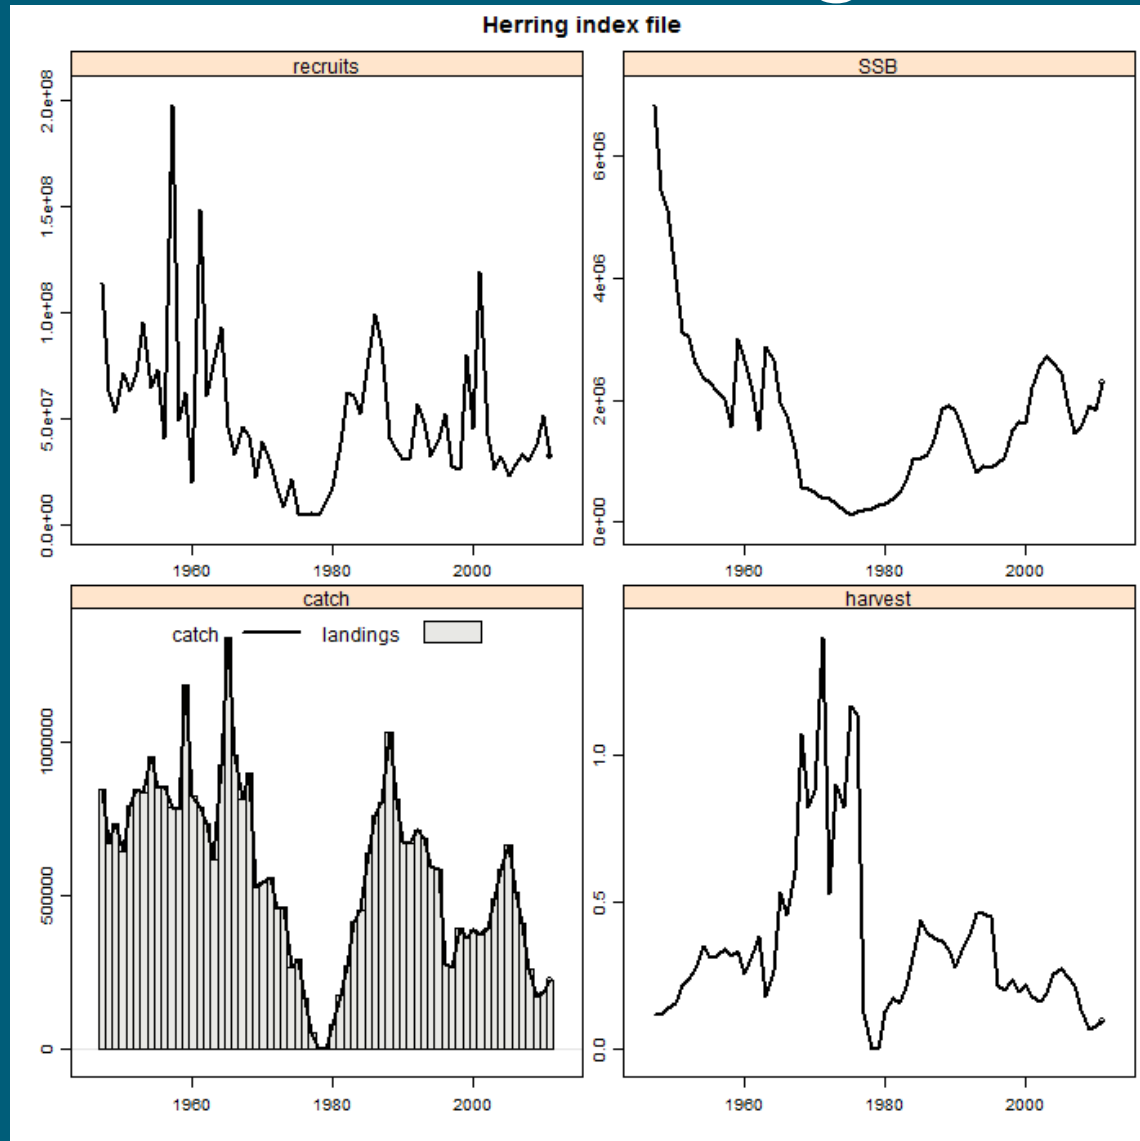 Herring index file
recruits
SSB
2.0e+08
1.5e+08
1.0e+08
5.0e+07
0.0e+00
6e+06
4e+06
2e+06
0e+00
1960 1980 2000
1960 1980 2000
catch
harvest
catch landings
1000000
500000
0
1.0
0.5
0.0
1960 1980 2000
1960 1980 2000